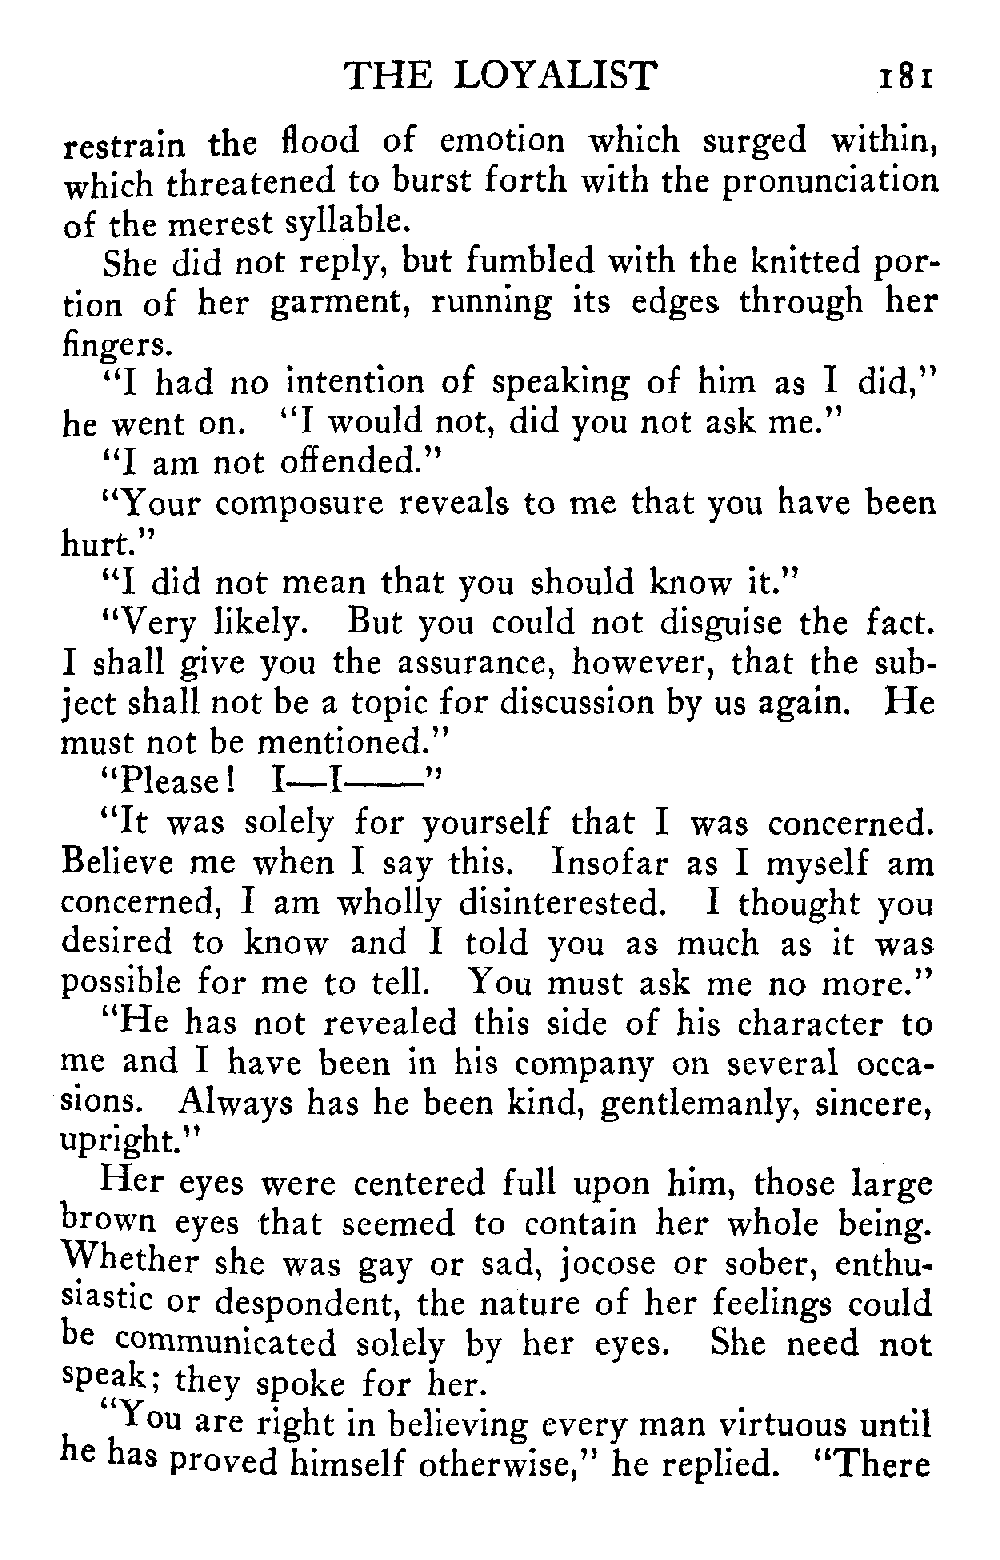 THE LOYALIST 181
restrain the flood of emotion which surged within,
which threatened to burst forth with the pronunciation
of the merest syllable.
She did not reply, but fumbled with the knitted por-
tion of her garment, running its edges through her
fingers.
"I had no intention of speaking of him as I did,"
he went on. "I would not, did you not ask me."
"I am not offended."
"Your composure reveals to me that you have been
hurt."
"I did not mean that you should know it."
"Very likely. But you could not disguise the fact.
I shall give you the assurance, however, that the sub-
ject shall not be a topic for discussion by us again. He
must not be mentioned."
"Please! I—I——"
"It was solely for yourself that I was concerned.
Believe me when I say this. Insofar as I myself am
concerned, I am wholly disinterested. I thought you
desired to know and I told you as much as it was
possible for me to tell. You must ask me no more."
"He has not revealed this side of his character to
me and I have been in his company on several occa-
sions. Always has he been kind, gentlemanly, sincere,
upright."
Her eyes were centered full upon him, those large
brown eyes that seemed to contain her whole being.
Whether she was gay or sad, jocose or sober, enthu-
siastic or despondent, the nature of her feelings could
be communicated solely by her eyes. She need not
speak; they spoke for her.
"You are right in believing every man virtuous until
he has proved himself otherwise," he replied. "There